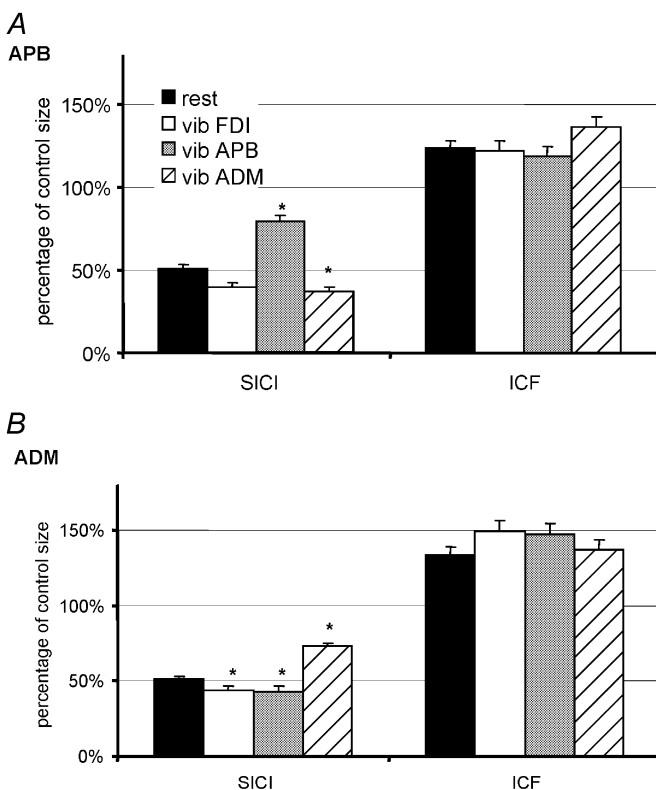 A
APB
percentage of control size
150%
100%
50%
0%
rest
vib FDI
vib APB
vib ADM
*
*
SICI
ICF
B
ADM
percentage of control size
150%
100%
50%
0%
*
*
*
SICI
ICF